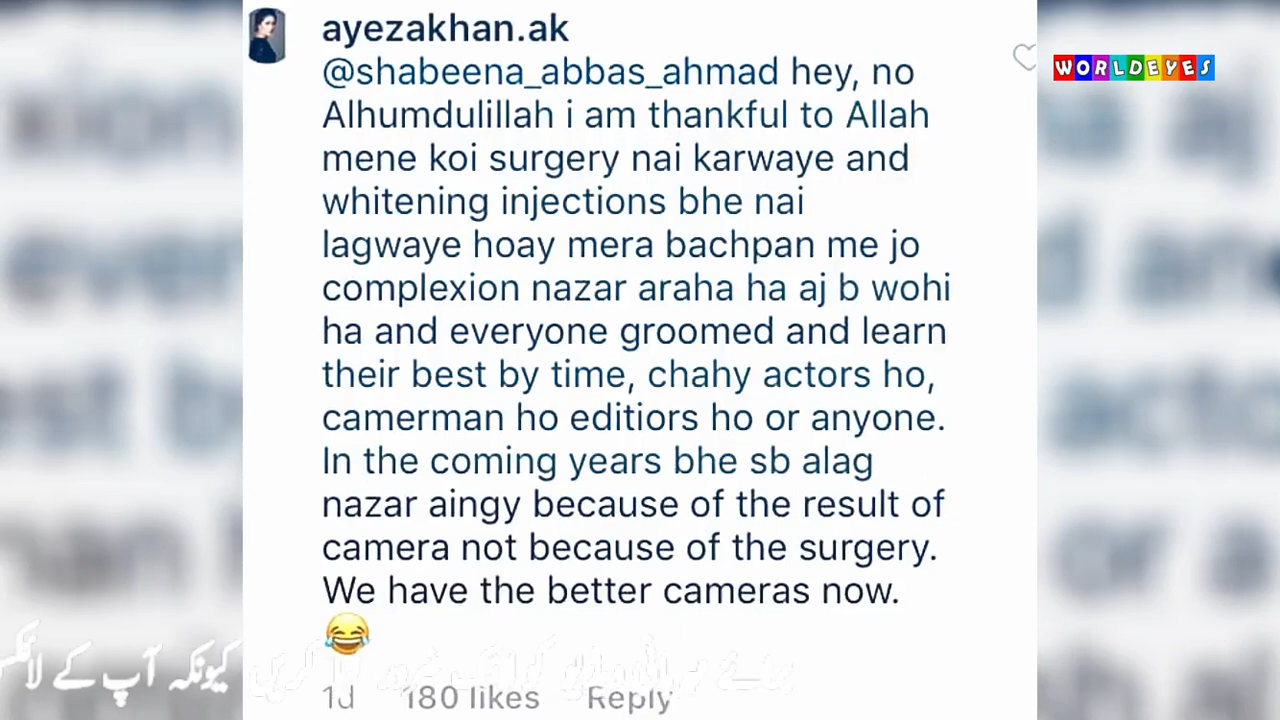 ayezakhan.ak
WORLDEYES
@shabeena_abbas_ahmad hey, no
Alhumdulillah i am thankful to Allah
mene koi surgery nai karwaye and
whitening injections bhe nai
lagwaye hoay mera bachpan me jo
complexion nazar araha ha aj b wohi
ha and everyone groomed and learn
their best by time, chahy actors ho,
camerman ho editiors ho or anyone.
In the coming years bhe sb alag
nazar aingy because of the result of
camera not because of the surgery.
We have the better cameras now.
😂
کیونکہ آپ کے لائکس
1d 180 likes Reply